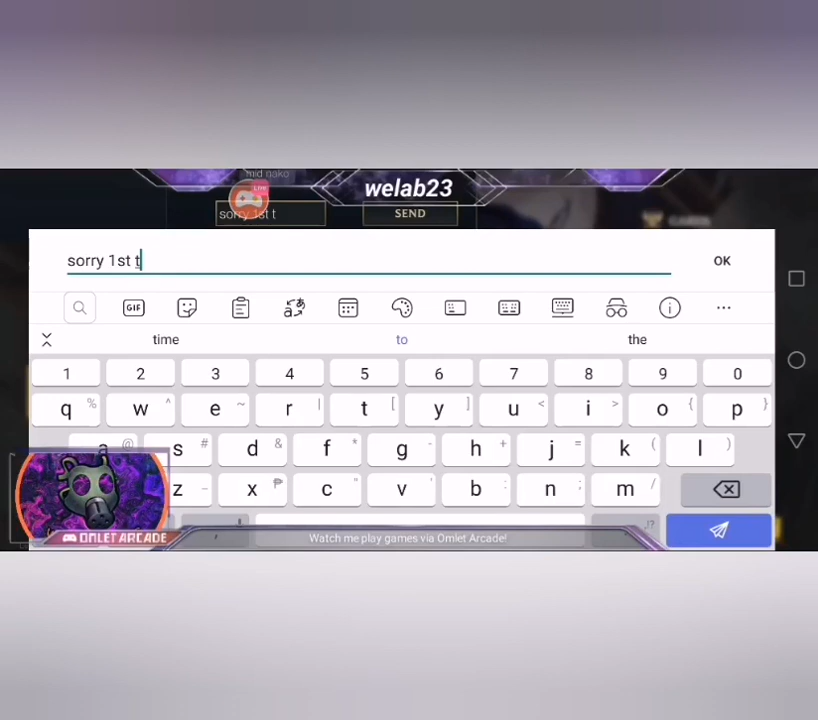 mid nako
Live
welab23
sorry 1st t
SEND
sorry 1st t
OK
GIF
time to the
1 2 3 4 5 6 7 8 9 0
q % w ^ e ~ r | t [ y ] u < i > o { p }
a @ s # d & f * g - h + j = k ( l )
z _ x ₱ c " v ' b : n ; m /
, !?
OMLET ARCADE
Watch me play games via Omlet Arcade!